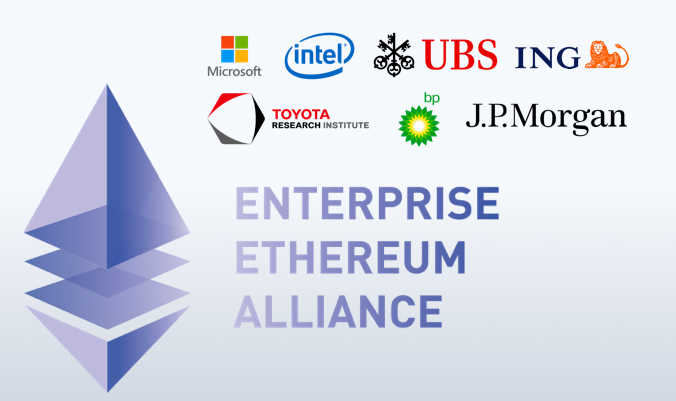 Microsoft
intel
UBS
ING
TOYOTA
RESEARCH INSTITUTE
bp
J.P.Morgan
ENTERPRISE
ETHEREUM
ALLIANCE